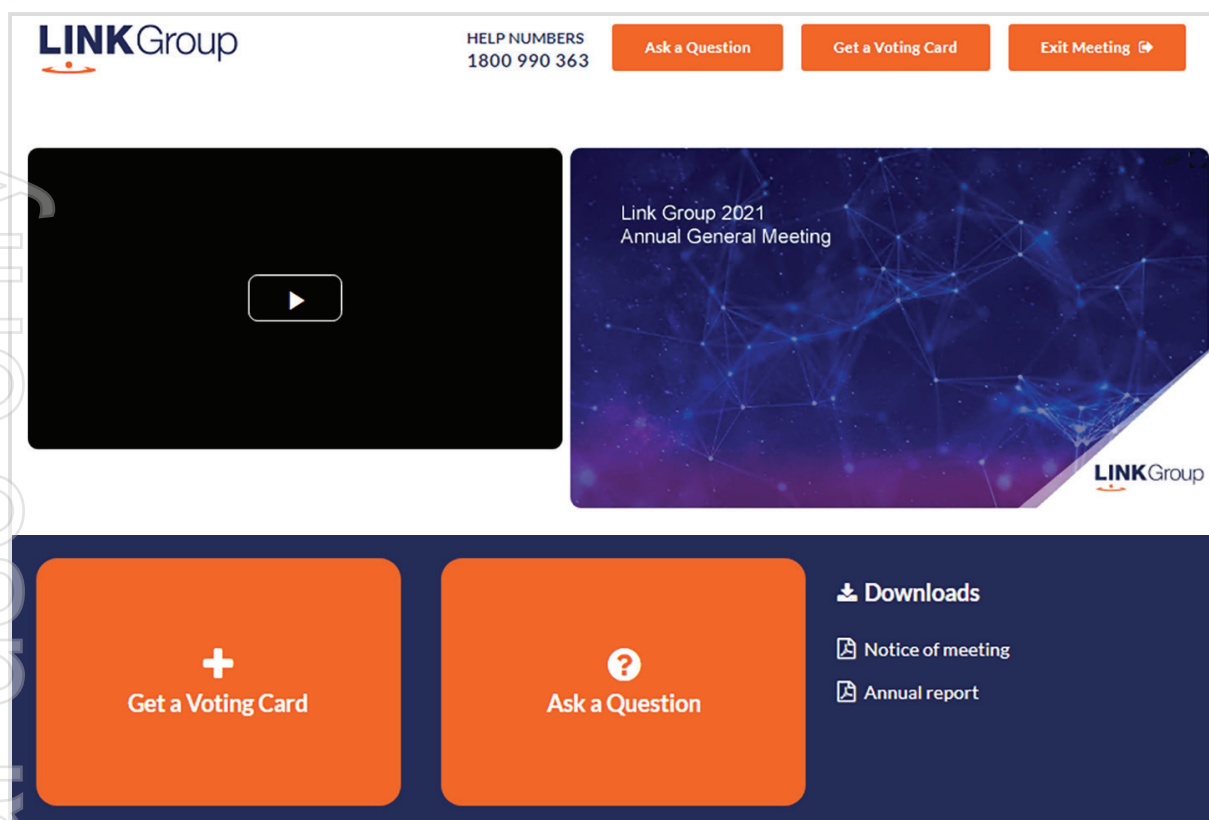 LINKGroup
HELP NUMBERS
1800 990 363
Ask a Question
Get a Voting Card
Exit Meeting
Link Group 2021
Annual General Meeting
LINKGroup
Get a Voting Card
Ask a Question
Downloads
Notice of meeting
Annual report